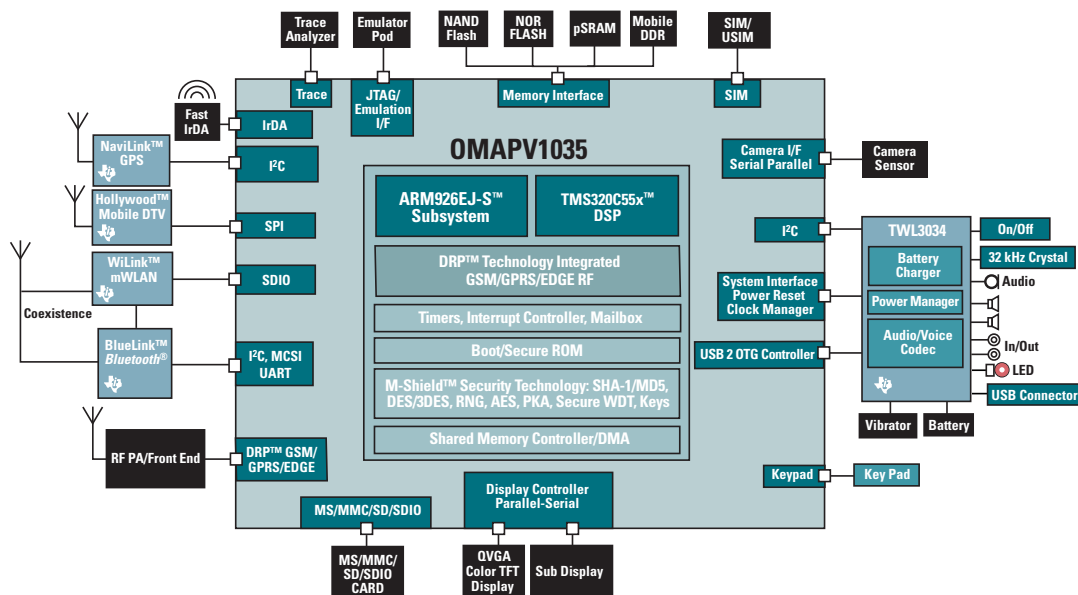 Trace
Analyzer
Emulator
Pod
NAND
Flash
NOR
FLASH
pSRAM
Mobile
DDR
SIM/
USIM
Trace
JTAG/
Emulation
I/F
Memory Interface
SIM
Fast
IrDA
IrDA
NaviLink™
GPS
I²C
Hollywood™
Mobile DTV
SPI
WiLink™
mWLAN
SDIO
Coexistence
BlueLink™
Bluetooth®
I²C, MCSI
UART
RF PA/Front End
DRP™ GSM/
GPRS/EDGE
OMAPV1035
ARM926EJ-S™
Subsystem
TMS320C55x™
DSP
DRP™ Technology Integrated
GSM/GPRS/EDGE RF
Timers, Interrupt Controller, Mailbox
Boot/Secure ROM
M-Shield™ Security Technology: SHA-1/MD5,
DES/3DES, RNG, AES, PKA, Secure WDT, Keys
Shared Memory Controller/DMA
Camera I/F
Serial Parallel
Camera
Sensor
I²C
System Interface
Power Reset
Clock Manager
USB 2 OTG Controller
TWL3034
Battery
Charger
Power Manager
Audio/Voice
Codec
On/Off
32 kHz Crystal
Audio
In/Out
LED
USB Connector
Vibrator
Battery
Keypad
Key Pad
MS/MMC/SD/SDIO
Display Controller
Parallel-Serial
MS/MMC/
SD/SDIO
CARD
QVGA
Color TFT
Display
Sub Display